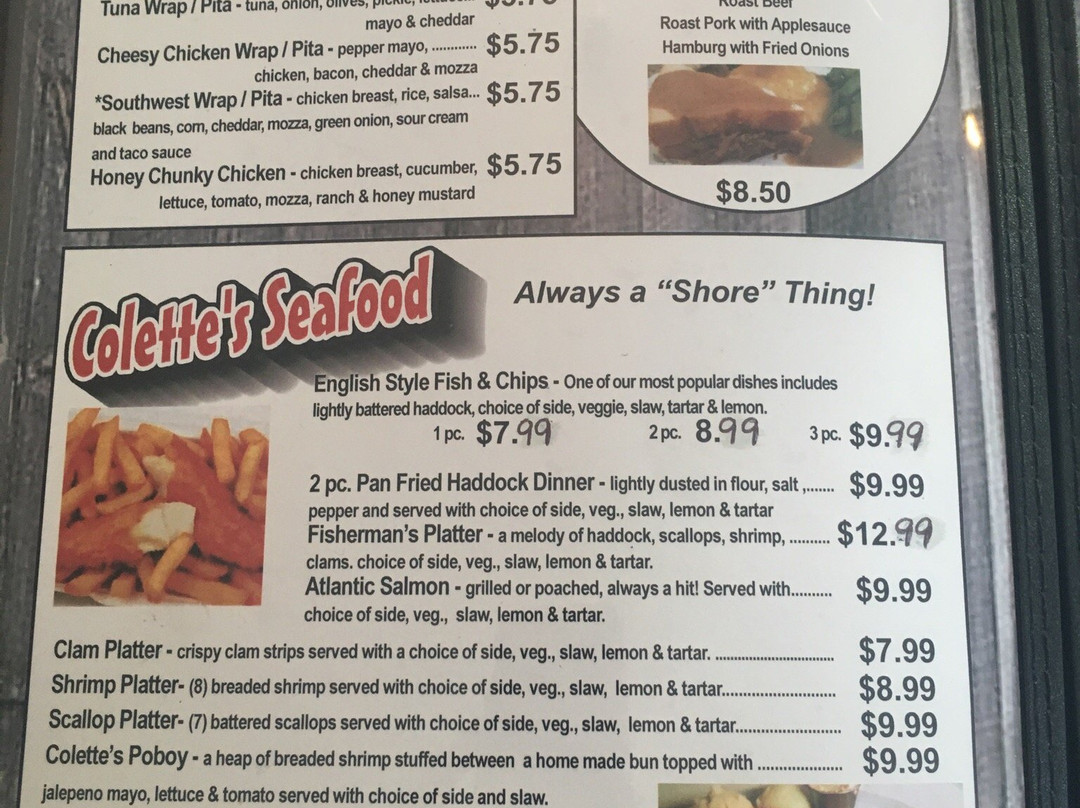 Tuna Wrap / Pita - tuna, onion, olives, pickle,
mayo & cheddar
Cheesy Chicken Wrap / Pita - pepper mayo, ............ $5.75
chicken, bacon, cheddar & mozza
*Southwest Wrap / Pita - chicken breast, rice, salsa... $5.75
black beans, corn, cheddar, mozza, green onion, sour cream
and taco sauce
Honey Chunky Chicken - chicken breast, cucumber, $5.75
lettuce, tomato, mozza, ranch & honey mustard
Roast Beef
Roast Pork with Applesauce
Hamburg with Fried Onions
$8.50
Colette's Seafood
Always a “Shore” Thing!
English Style Fish & Chips - One of our most popular dishes includes
lightly battered haddock, choice of side, veggie, slaw, tartar & lemon.
1 pc. $7.99 2 pc. 8.99 3 pc. $9.99
2 pc. Pan Fried Haddock Dinner - lightly dusted in flour, salt ,....... $9.99
pepper and served with choice of side, veg., slaw, lemon & tartar
Fisherman's Platter - a melody of haddock, scallops, shrimp, .......... $12.99
clams. choice of side, veg., slaw, lemon & tartar.
Atlantic Salmon - grilled or poached, always a hit! Served with.......... $9.99
choice of side, veg., slaw, lemon & tartar.
Clam Platter - crispy clam strips served with a choice of side, veg., slaw, lemon & tartar. ............................... $7.99
Shrimp Platter- (8) breaded shrimp served with choice of side, veg., slaw, lemon & tartar.............................. $8.99
Scallop Platter- (7) battered scallops served with choice of side, veg., slaw, lemon & tartar............................ $9.99
Colette's Poboy - a heap of breaded shrimp stuffed between a home made bun topped with ...................... $9.99
jalepeno mayo, lettuce & tomato served with choice of side and slaw.